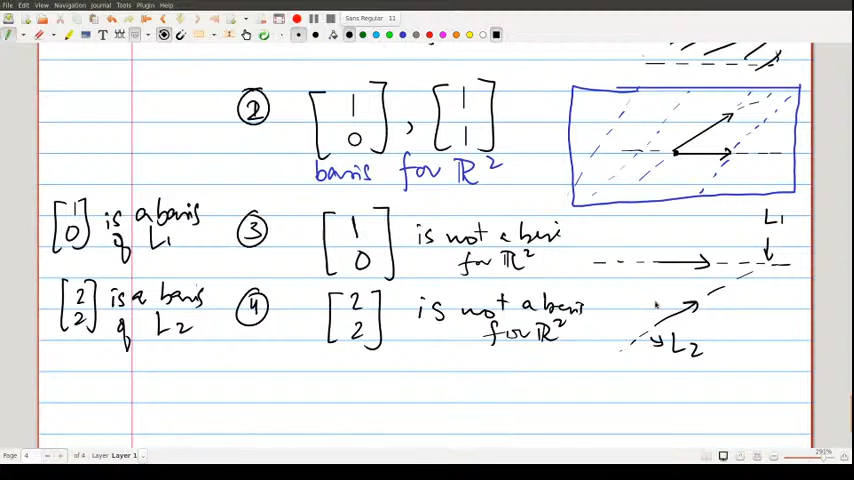 File Edit View Navigation Journal Tools Plugin Help
Sans Regular 11
② [1 0] , [1 1]
basis for ℝ²
[1 0] is a basis
of L₁
③ [1 0] is not a basis
for ℝ²
L₁
[2 2] is a basis
of L₂
④ [2 2] is not a basis
for ℝ²
L₂
Page 4 of 4 Layer Layer 1
291%